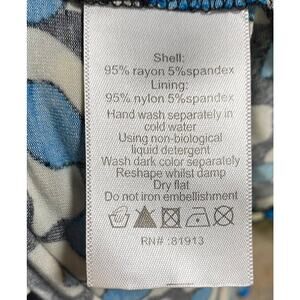 Shell:
95% rayon 5%spandex
Lining:
95% nylon 5%spandex
Hand wash separately in
cold water
Using non-biological
liquid detergent
Wash dark color separately
Reshape whilst damp
Dry flat
Do not iron embellishment
RN# :81913